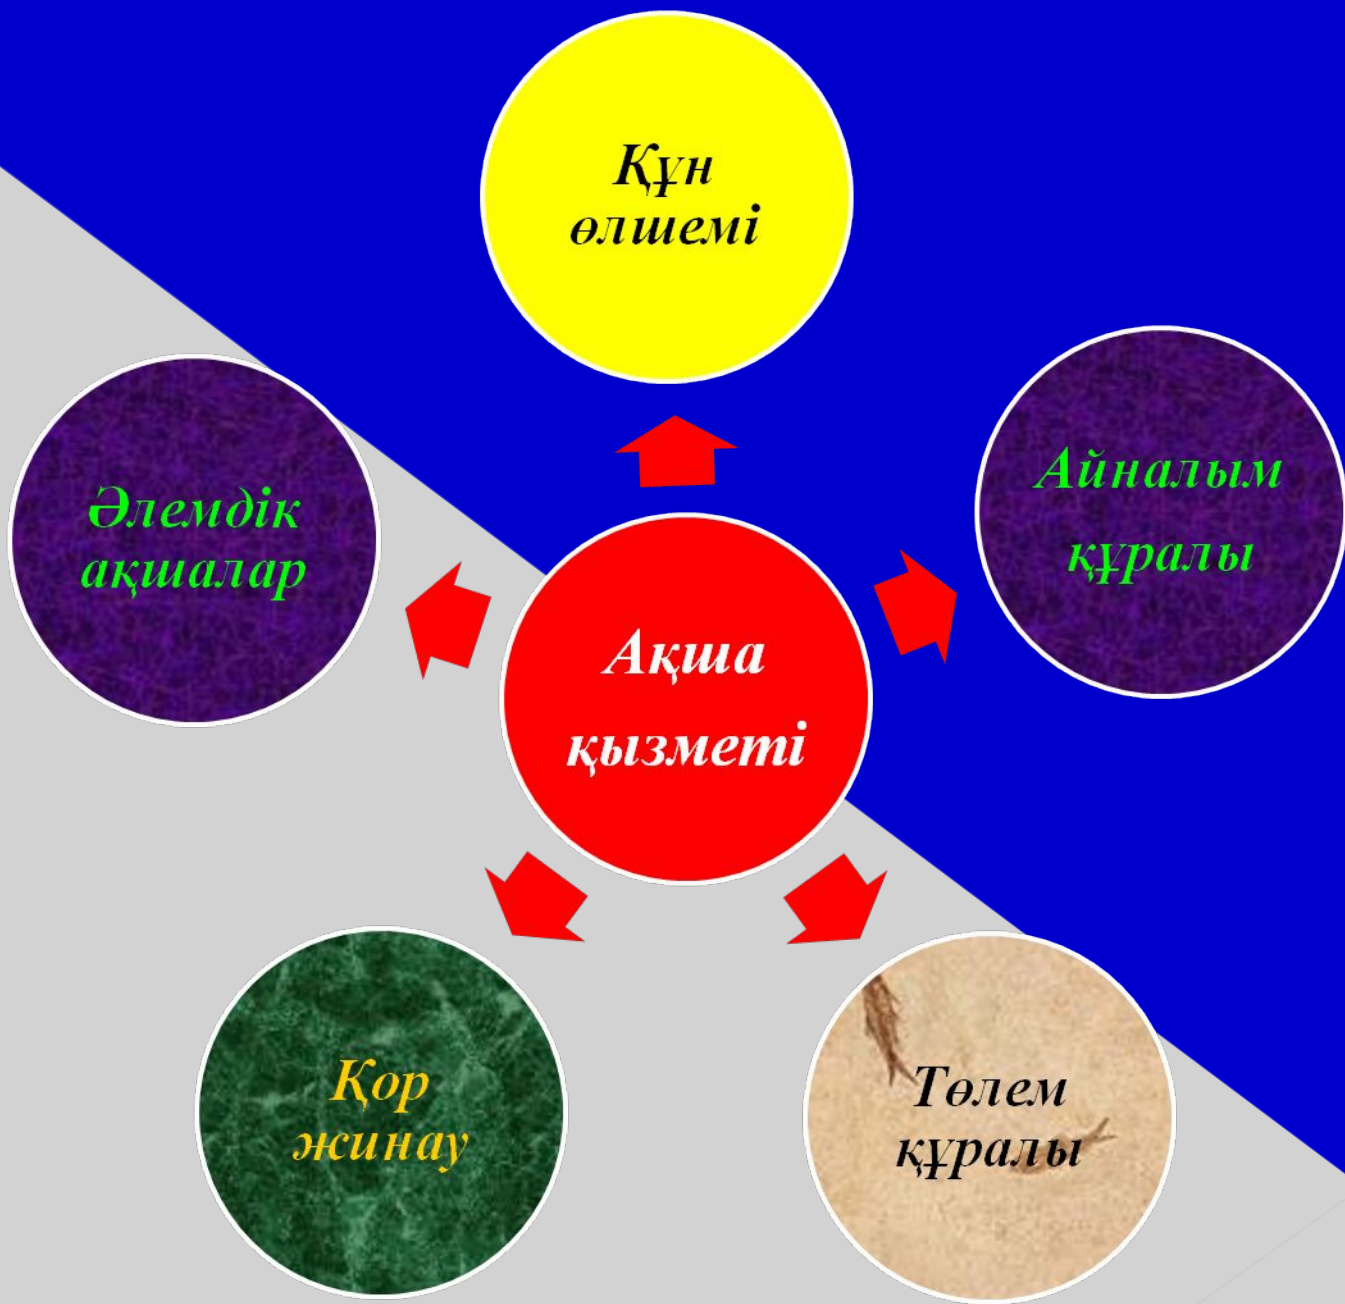 Құн
өлшемі
Айналым
құралы
Әлемдік
ақшалар
Ақша
қызметі
Қор
жинау
Төлем
құралы